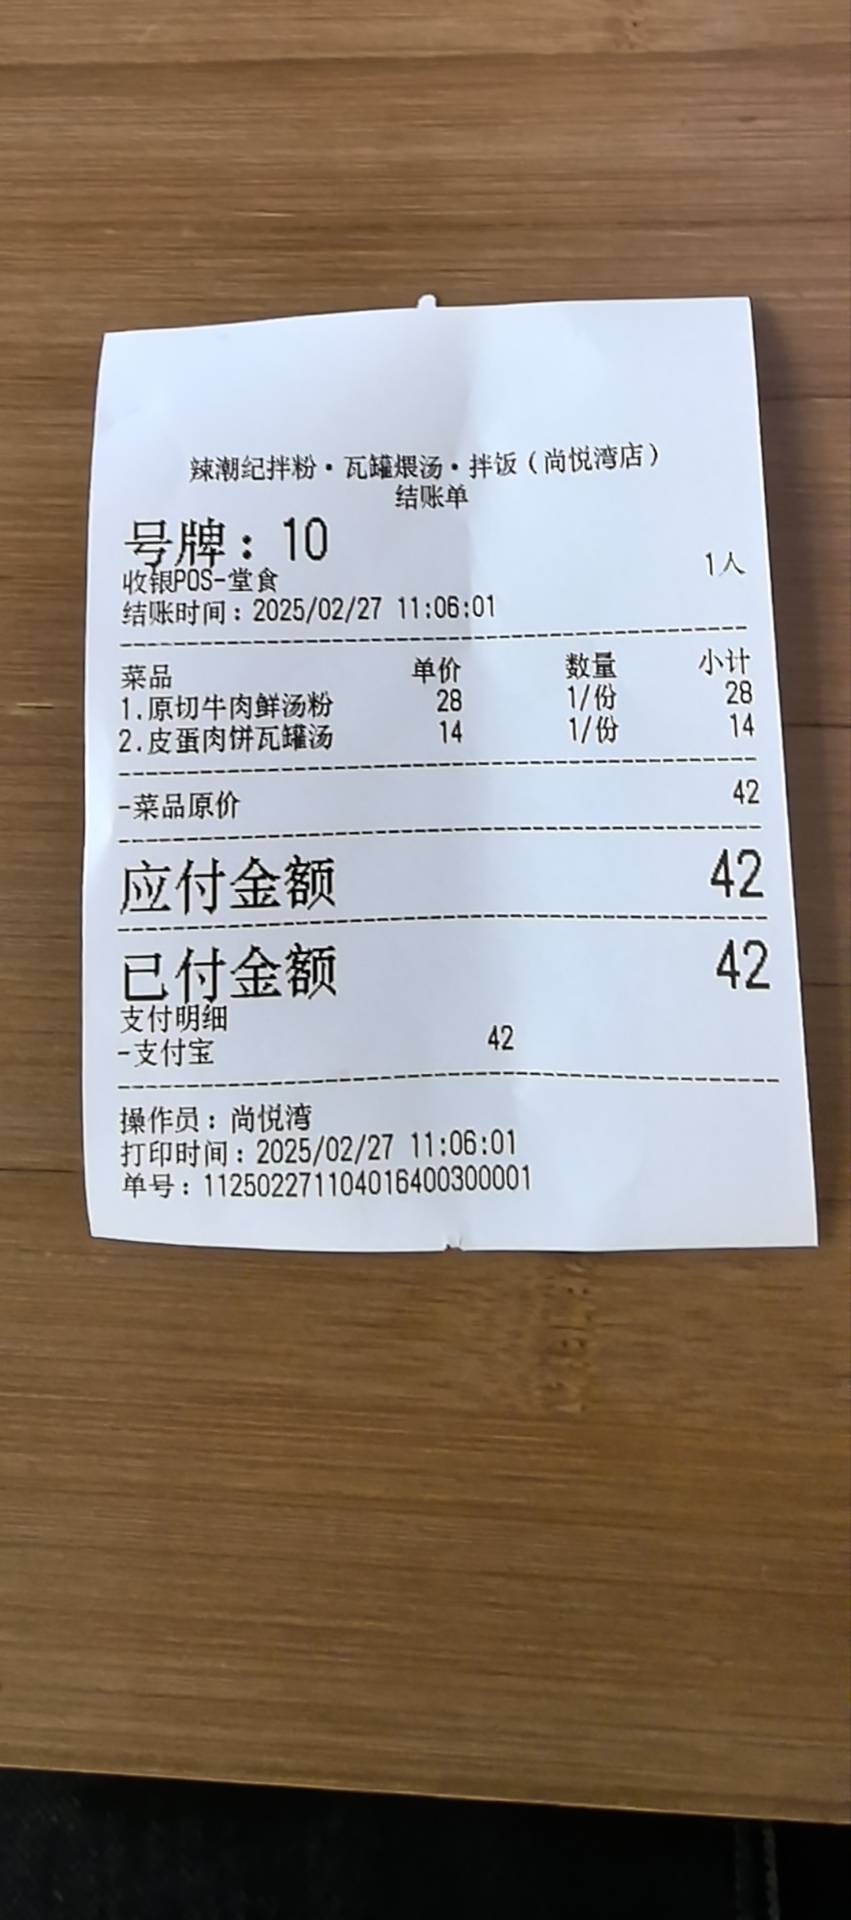 辣潮纪拌粉·瓦罐煨汤·拌饭（尚悦湾店）
结账单
号牌：10
收银POS-堂食 1人
结账时间：2025/02/27 11:06:01
菜品 单价 数量 小计
1.原切牛肉鲜汤粉 28 1/份 28
2.皮蛋肉饼瓦罐汤 14 1/份 14
-菜品原价 42
应付金额 42
已付金额 42
支付明细
-支付宝 42
操作员：尚悦湾
打印时间：2025/02/27 11:06:01
单号：112502271104016400300001